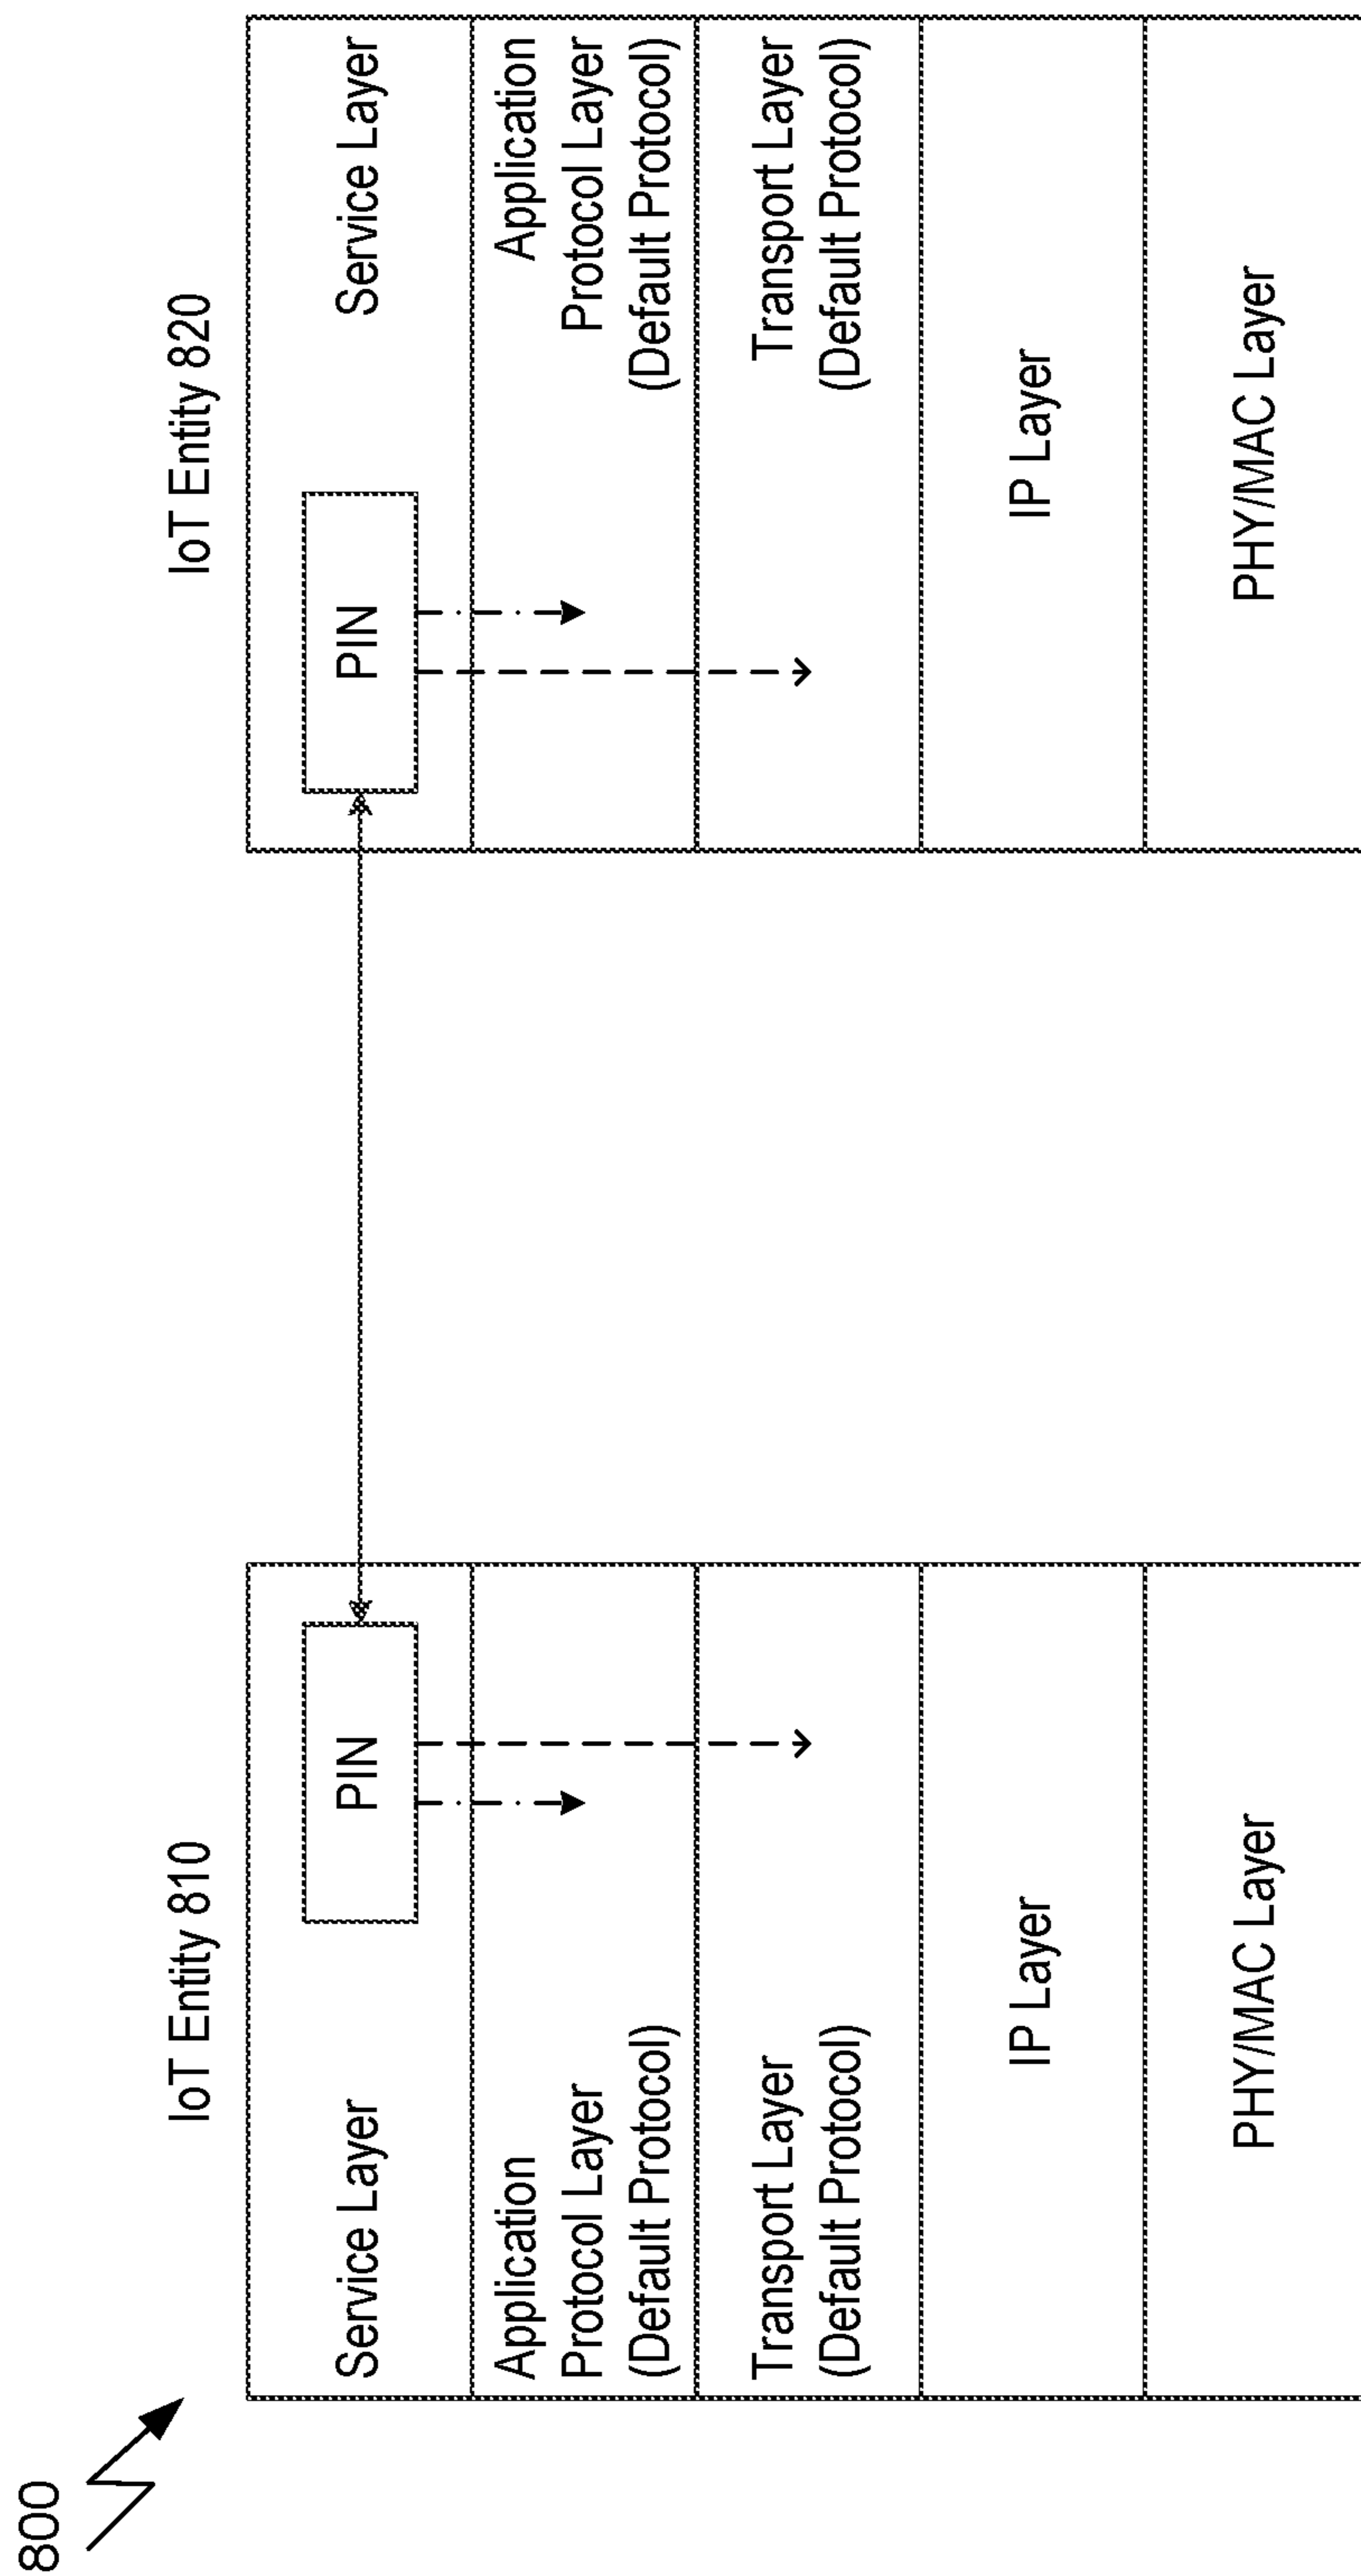 800
IoT Entity 810
Service Layer
PIN
Application
Protocol Layer
(Default Protocol)
Transport Layer
(Default Protocol)
IP Layer
PHY/MAC Layer
IoT Entity 820
PIN
Service Layer
Application
Protocol Layer
(Default Protocol)
Transport Layer
(Default Protocol)
IP Layer
PHY/MAC Layer